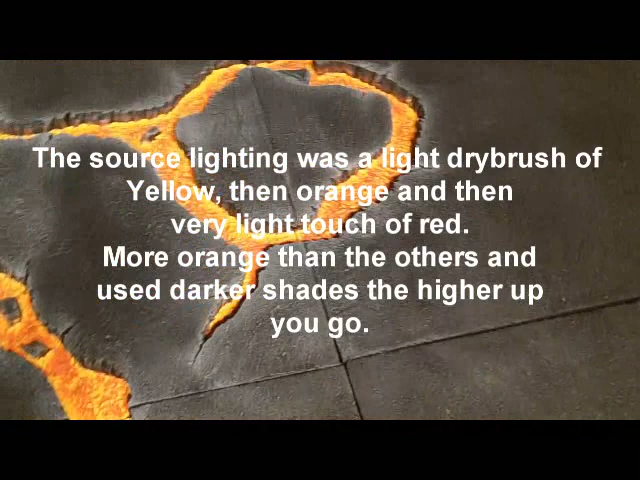 The source lighting was a light drybrush of
Yellow, then orange and then
very light touch of red.
More orange than the others and
used darker shades the higher up
you go.